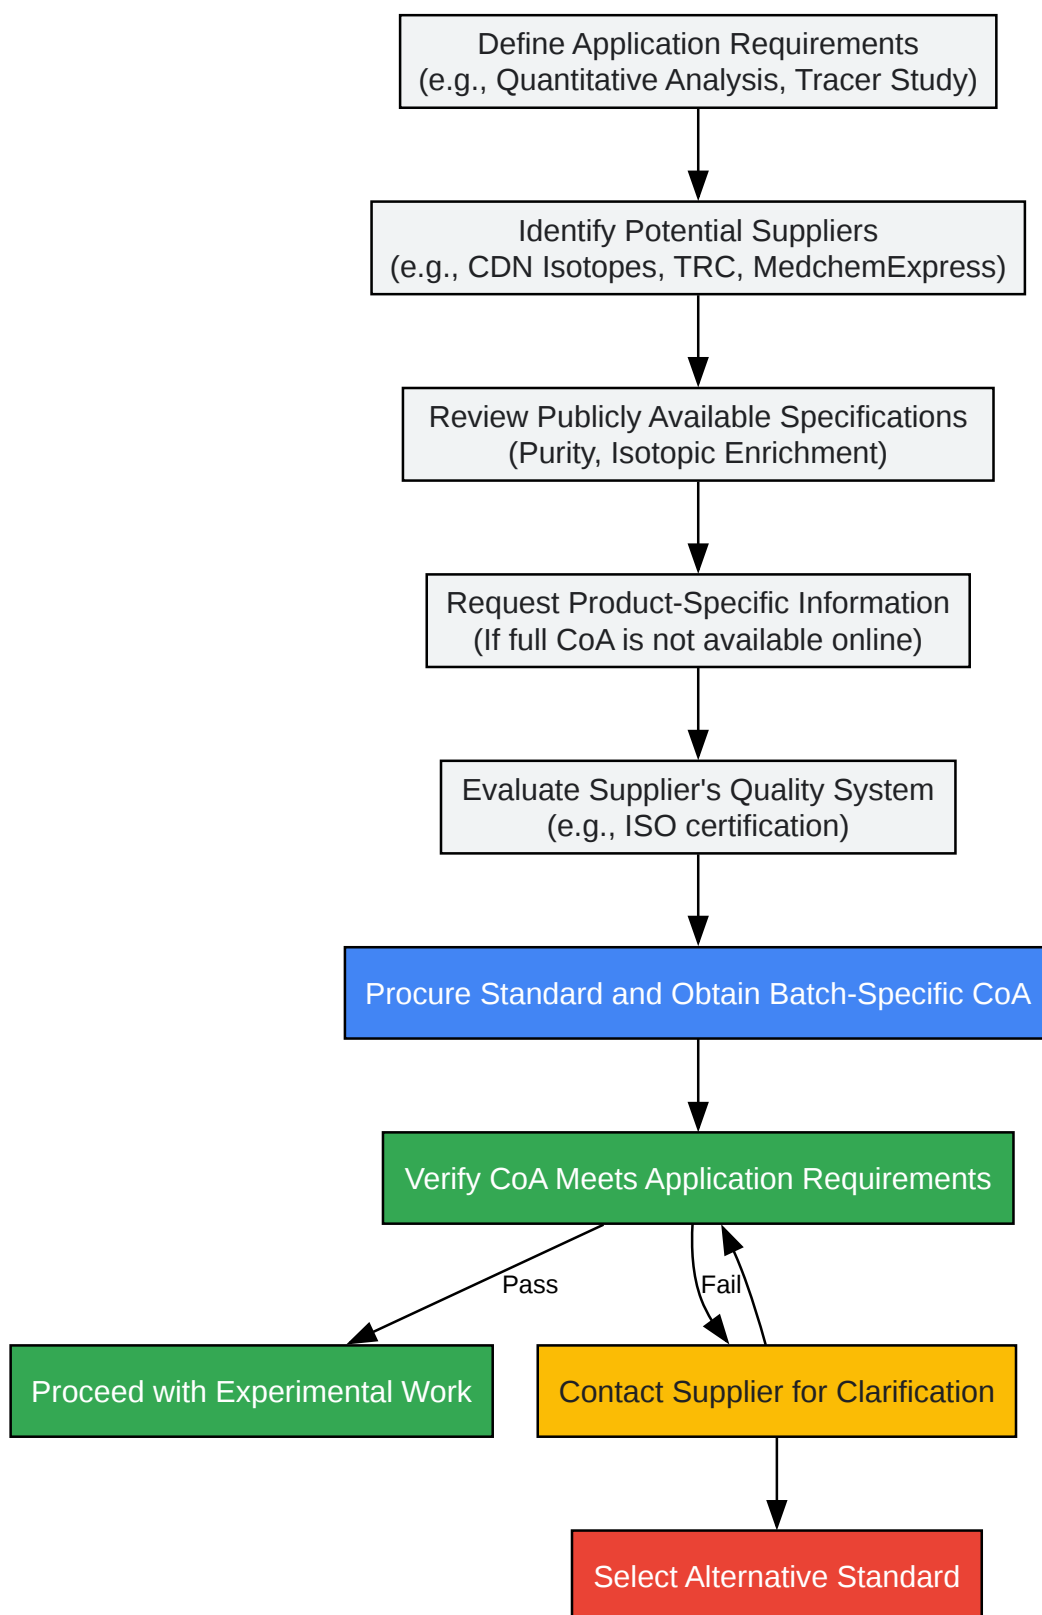 Define Application Requirements
(e.g., Quantitative Analysis, Tracer Study)
Identify Potential Suppliers
(e.g., CDN Isotopes, TRC, MedchemExpress)
Review Publicly Available Specifications
(Purity, Isotopic Enrichment)
Request Product-Specific Information
(If full CoA is not available online)
Evaluate Supplier's Quality System
(e.g., ISO certification)
Procure Standard and Obtain Batch-Specific CoA
Verify CoA Meets Application Requirements
Pass
Fail
Proceed with Experimental Work
Contact Supplier for Clarification
Select Alternative Standard